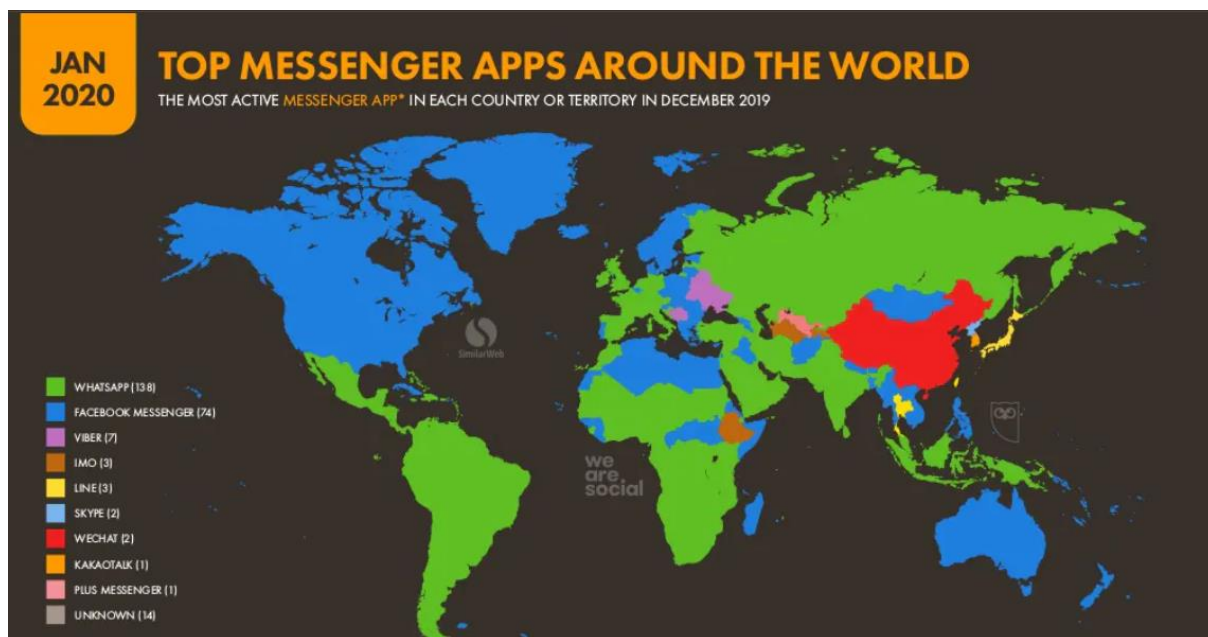 JAN
2020
TOP MESSENGER APPS AROUND THE WORLD
THE MOST ACTIVE MESSENGER APP* IN EACH COUNTRY OR TERRITORY IN DECEMBER 2019
SimilarWeb
WHATSAPP (138)
FACEBOOK MESSENGER (74)
VIBER (7)
IMO (3)
LINE (3)
SKYPE (2)
WECHAT (2)
KAKAOTALK (1)
PLUS MESSENGER (1)
UNKNOWN (14)
we
are
social